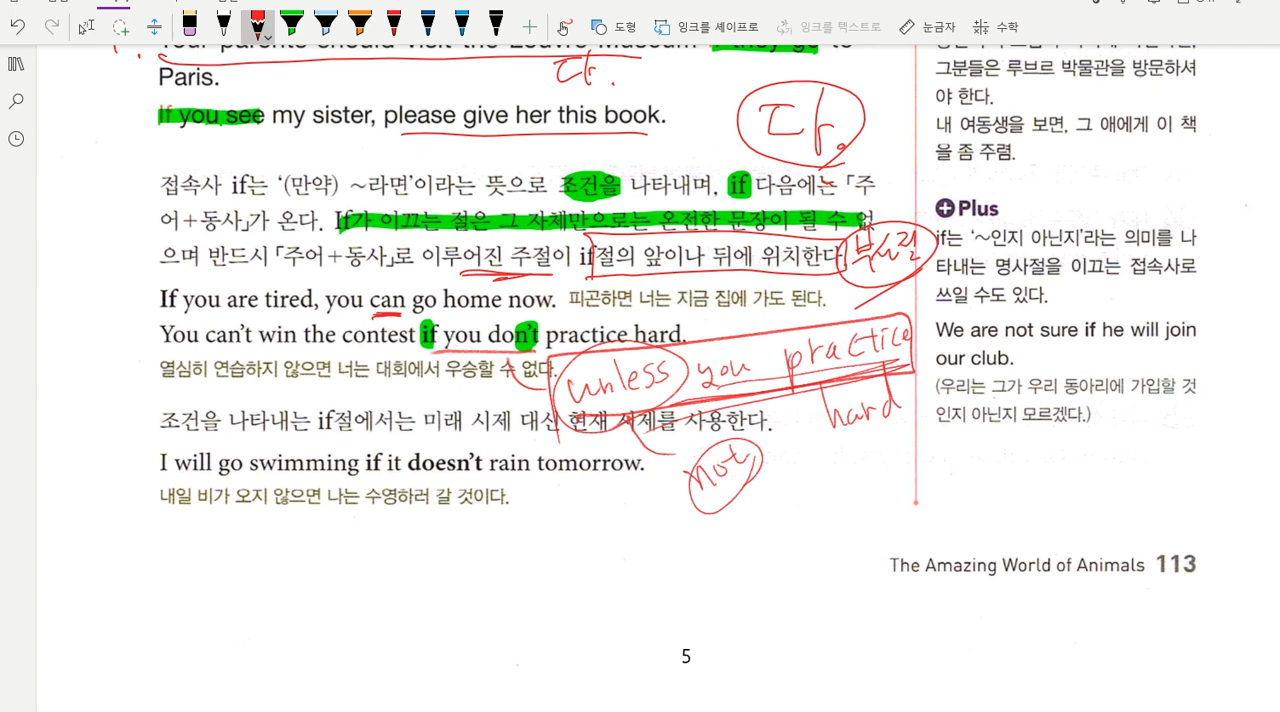 도형
잉크를 셰이프로
잉크를 텍스트로
눈금자
수학
Your parents should visit the Louvre Museum if they go to
Paris.
다.
If you see my sister, please give her this book.
다.
접속사 if는 ‘(만약) ~라면’이라는 뜻으로 조건을 나타내며, if 다음에는 「주
어+동사」가 온다. If가 이끄는 절은 그 자체만으로는 온전한 문장이 될 수 없
으며 반드시 「주어+동사」로 이루어진 주절이 if절의 앞이나 뒤에 위치한다.
부사절
If you are tired, you can go home now. 피곤하면 너는 지금 집에 가도 된다.
You can’t win the contest if you don’t practice hard.
열심히 연습하지 않으면 너는 대회에서 우승할 수 없다.
unless you practice
hard
조건을 나타내는 if절에서는 미래 시제 대신 현재 시제를 사용한다.
not
I will go swimming if it doesn’t rain tomorrow.
내일 비가 오지 않으면 나는 수영하러 갈 것이다.
그분들은 루브르 박물관을 방문하셔
야 한다.
내 여동생을 보면, 그 애에게 이 책
을 좀 주렴.
Plus
if는 ‘~인지 아닌지’라는 의미를 나
타내는 명사절을 이끄는 접속사로
쓰일 수도 있다.
We are not sure if he will join
our club.
(우리는 그가 우리 동아리에 가입할 것
인지 아닌지 모르겠다.)
The Amazing World of Animals 113
5